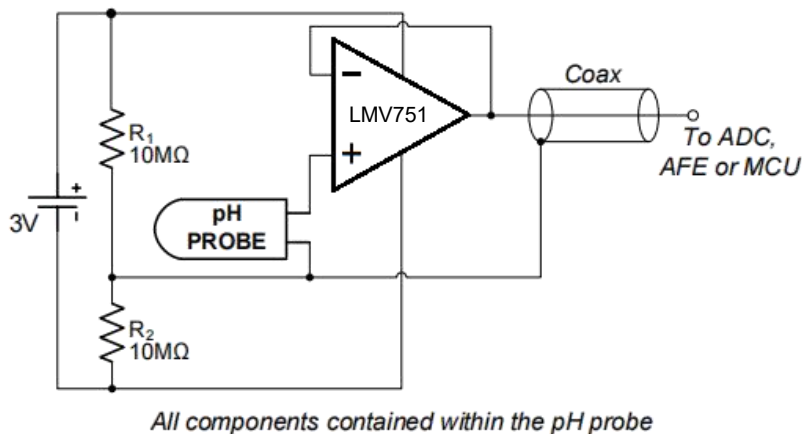 Coax
LMV751
R1
10MΩ
To ADC,
AFE or MCU
+
-
3V
pH
PROBE
R2
10MΩ
All components contained within the pH probe